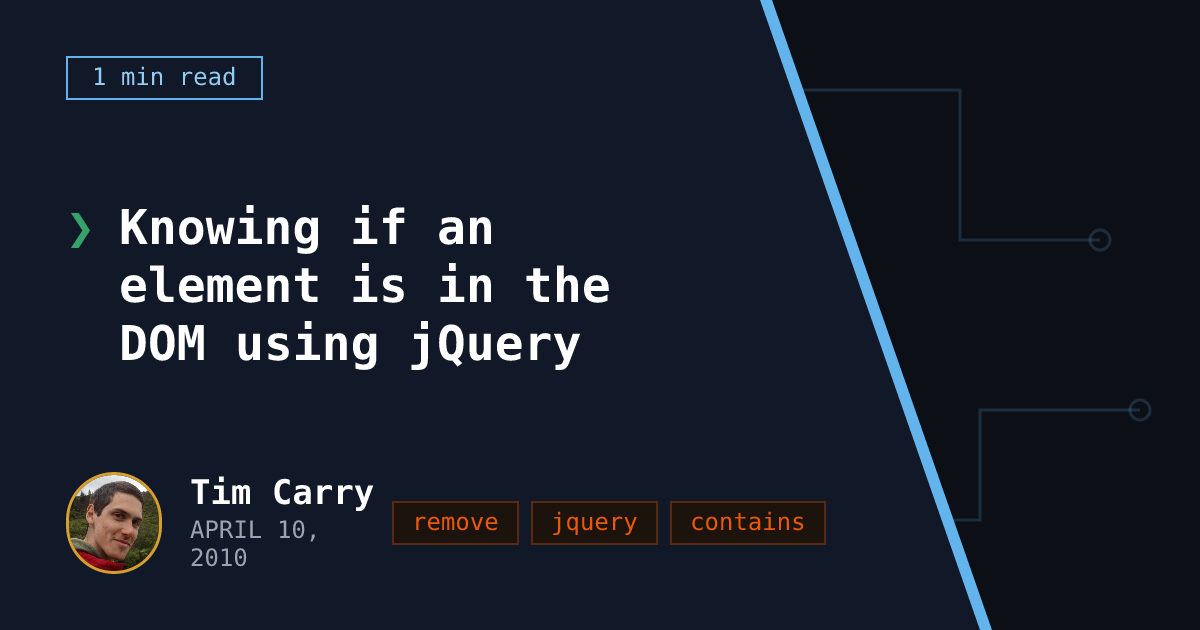 1 min read
❯ Knowing if an
element is in the
DOM using jQuery
Tim Carry
APRIL 10,
2010
remove
jquery
contains